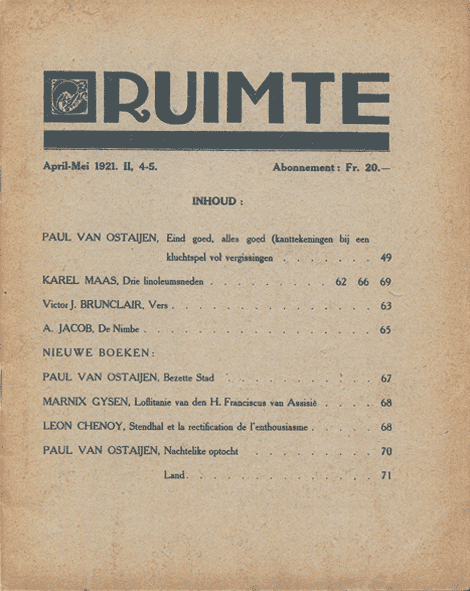 RUIMTE
April-Mei 1921. II, 4-5. Abonnement: Fr. 20.—
INHOUD:
PAUL VAN OSTAIJEN, Eind goed, alles goed (kanttekeningen bij een
kluchtspel vol vergissingen . . . . . . . 49
KAREL MAAS, Drie linoleumsneden . . . . . . . . . 62 66 69
Victor J. BRUNCLAIR, Vers . . . . . . . . . . . . . 63
A. JACOB, De Nimbe . . . . . . . . . . . . . . 65
NIEUWE BOEKEN:
PAUL VAN OSTAIJEN, Bezette Stad . . . . . . . . . . 67
MARNIX GYSEN, Loflitanie van den H. Franciscus van Assisië . . . . 68
LEON CHENOY, Stendhal et la rectification de l'enthousiasme . . . . 68
PAUL VAN OSTAIJEN, Nachtelike optocht . . . . . . . . 70
Land . . . . . . . . . . . . 71